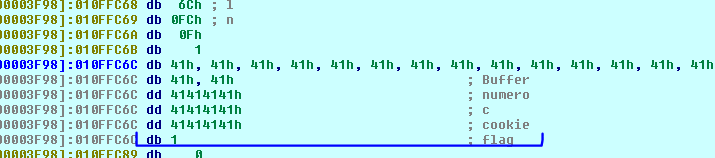 00003F98]:010FFC68 db 6Ch ; l
00003F98]:010FFC69 db 0FCh ; n
00003F98]:010FFC6A db 0Fh
00003F98]:010FFC6B db 1
00003F98]:010FFC6C db 41h, 41h, 41h, 41h, 41h, 41h, 41h, 41h, 41h, 41h, 41h, 41h, 41h, 41h
00003F98]:010FFC6C db 41h, 41h ; Buffer
00003F98]:010FFC6C dd 41414141h ; numero
00003F98]:010FFC6C dd 41414141h ; c
00003F98]:010FFC6C dd 41414141h ; cookie
00003F98]:010FFC6C db 1 ; flag
00003F98]:010FFC89 db 0